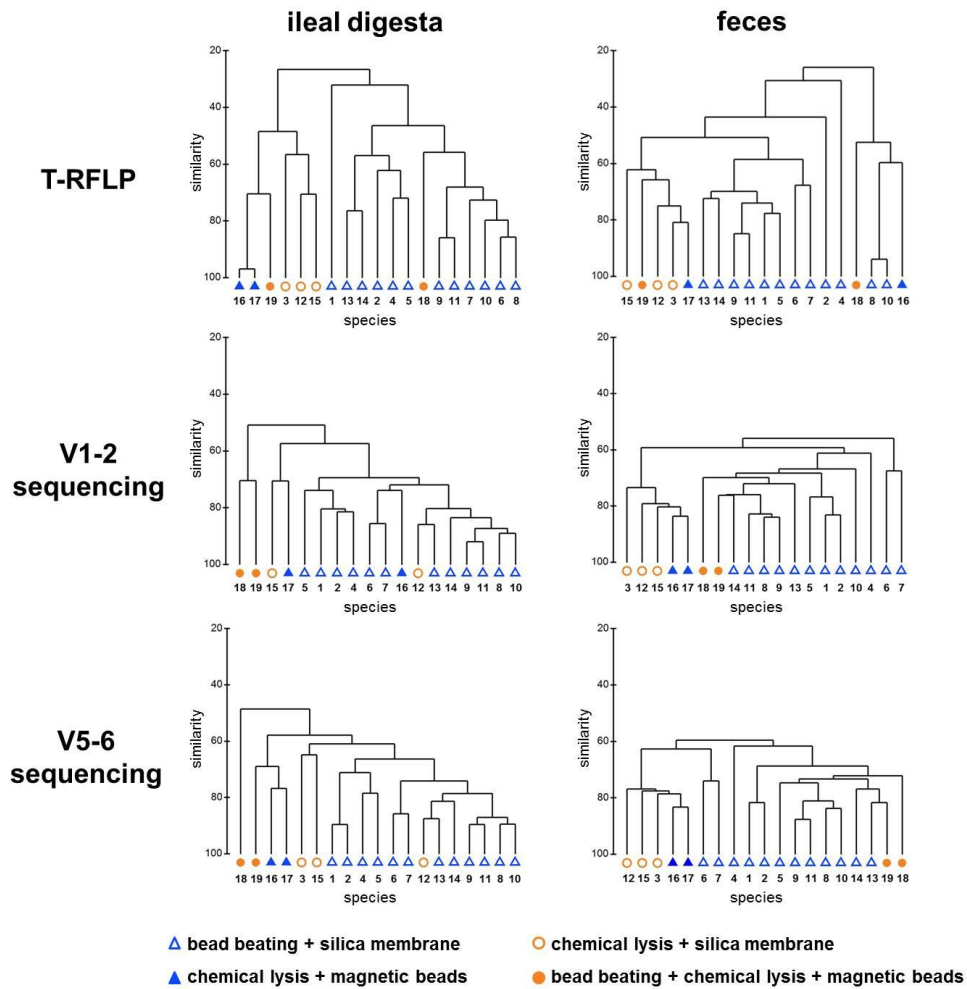 ileal digesta feces
T-RFLP
20
40
60
80
100
similarity
16 17 19 3 12 15 1 13 14 2 4 5 18 9 11 7 10 6 8
species
20
40
60
80
100
similarity
15 19 12 3 17 13 14 9 11 1 5 6 7 2 4 18 8 10 16
species
V1-2
sequencing
20
40
60
80
100
similarity
18 19 15 17 5 1 2 4 6 7 16 12 13 14 9 11 8 10
species
20
40
60
80
100
similarity
3 12 15 16 17 18 19 14 11 8 9 13 5 1 2 10 4 6 7
species
V5-6
sequencing
20
40
60
80
100
similarity
18 19 16 17 3 15 1 2 4 5 6 7 12 13 14 9 11 8 10
species
20
40
60
80
100
similarity
12 15 3 16 17 6 7 4 1 2 5 9 11 8 10 14 13 19 18
species
bead beating + silica membrane
chemical lysis + silica membrane
chemical lysis + magnetic beads
bead beating + chemical lysis + magnetic beads